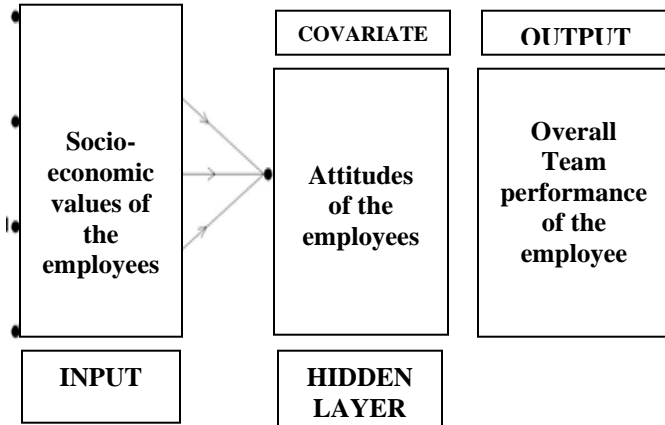 COVARIATE
OUTPUT
Socio-
economic
values of
the
employees
Attitudes
of the
employees
Overall
Team
performance
of the
employee
INPUT
HIDDEN
LAYER